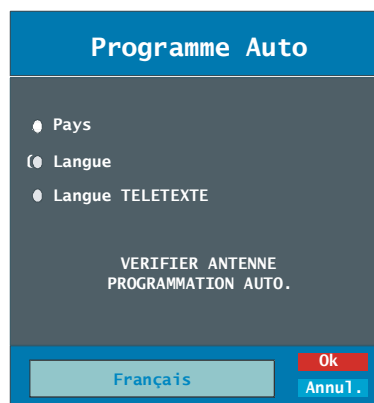 Programme Auto
Pays
Langue
Langue TELETEXTE
VERIFIER ANTENNE
PROGRAMMATION AUTO.
Ok
Français
Annul.